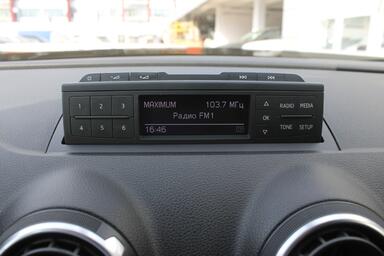 1 2 3
4 5 6
MAXIMUM 103.7 МГц
Радио FM1
16:46
RADIO MEDIA
OK
TONE SETUP